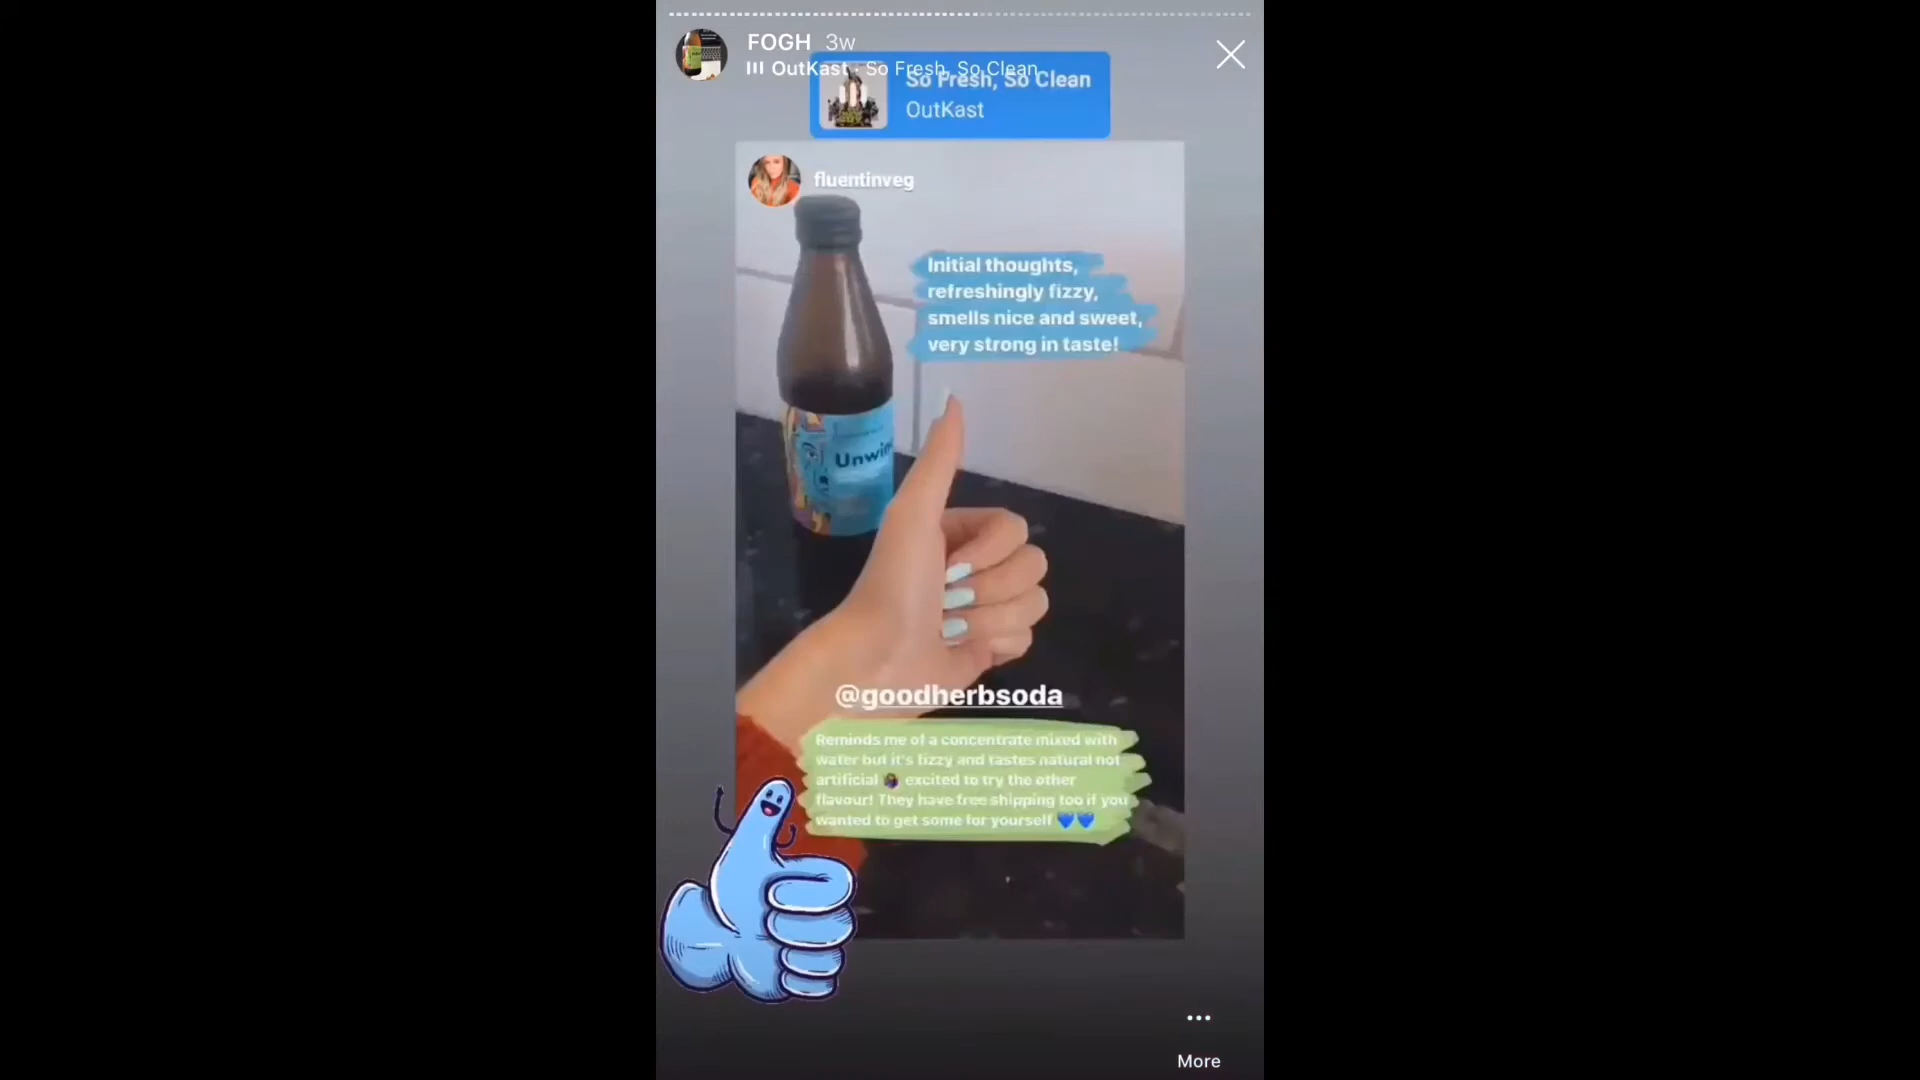 FOGH 3w
OutKast · So Fresh, So Clean
So Fresh, So Clean
OutKast
fluentinveg
Initial thoughts,
refreshingly fizzy,
smells nice and sweet,
very strong in taste!
@goodherbsoda
Reminds me of a concentrate mixed with
water but it's fizzy and tastes natural not
artificial excited to try the other
flavour! They have free shipping too if you
wanted to get some for yourself 💙💙
More